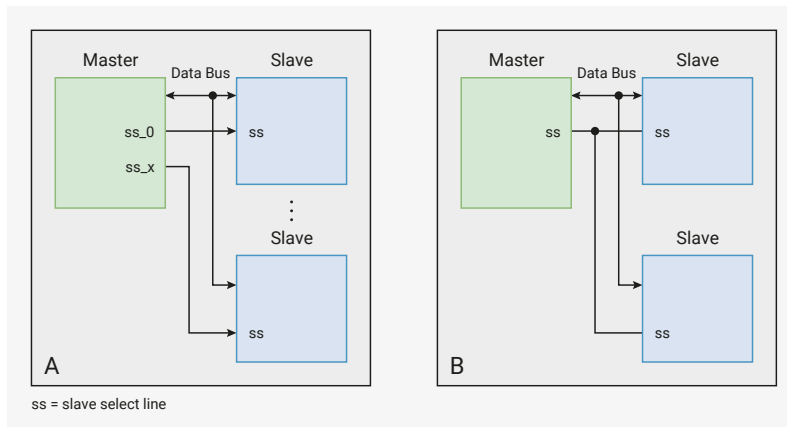 Master
Data Bus
Slave
ss_0
ss
ss_x
Slave
ss
A
Master
Data Bus
Slave
ss
ss
Slave
ss
B
ss = slave select line